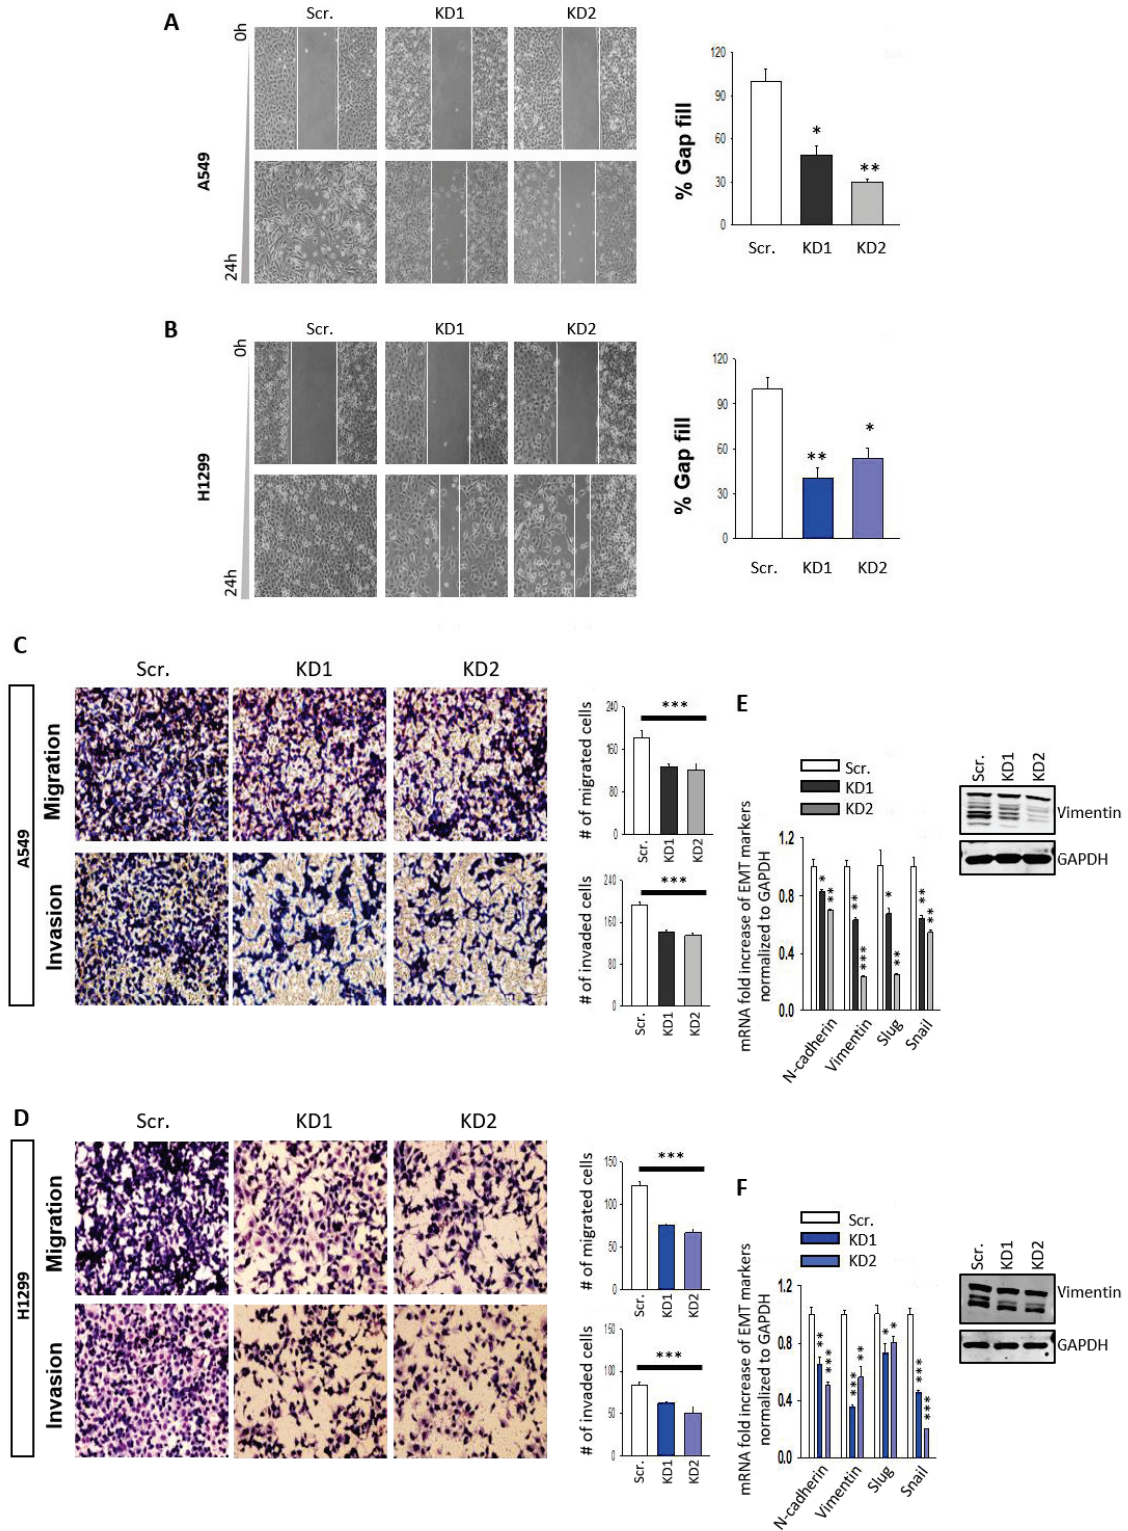 A
Scr. KD1 KD2
0h
A549
24h
120
90
60
30
0
% Gap fill
*
**
Scr. KD1 KD2
B
Scr. KD1 KD2
0h
H1299
24h
120
90
60
30
0
% Gap fill
**
*
Scr. KD1 KD2
C
Scr. KD1 KD2
A549
Migration
Invasion
# of migrated cells
240
160
80
0
***
Scr. KD1 KD2
# of invaded cells
240
160
80
0
***
Scr. KD1 KD2
E
Scr.
KD1
KD2
mRNA fold increase of EMT markers
normalized to GAPDH
1.2
0.8
0.4
0.0
* ** ** *** * ** ** **
N-cadherin Vimentin Slug Snail
Scr. KD1 KD2
Vimentin
GAPDH
D
Scr. KD1 KD2
H1299
Migration
Invasion
# of migrated cells
150
100
50
0
***
Scr. KD1 KD2
# of invaded cells
150
100
50
0
***
Scr. KD1 KD2
F
Scr.
KD1
KD2
mRNA fold increase of EMT markers
normalized to GAPDH
1.2
0.8
0.4
0.0
** *** *** ** * ** *** ***
N-cadherin Vimentin Slug Snail
Scr. KD1 KD2
Vimentin
GAPDH